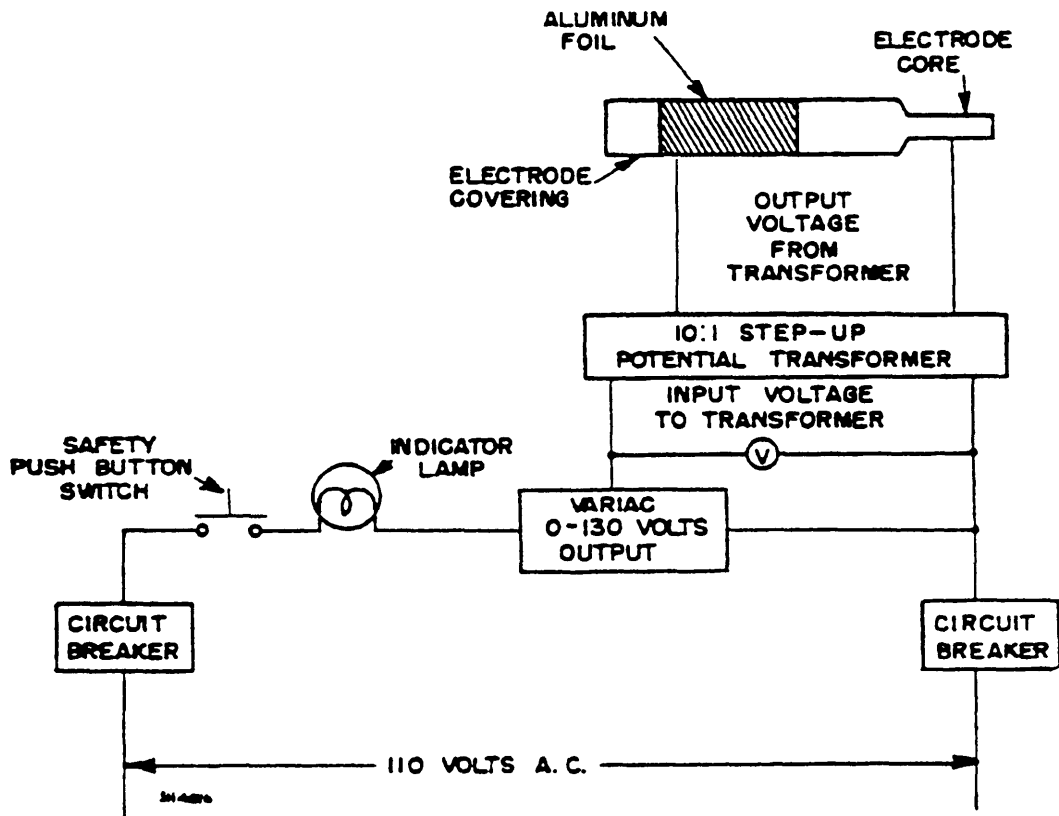 ALUMINUM
FOIL
ELECTRODE
CORE
ELECTRODE
COVERING
OUTPUT
VOLTAGE
FROM
TRANSFORMER
10:1 STEP-UP
POTENTIAL TRANSFORMER
INPUT VOLTAGE
TO TRANSFORMER
V
SAFETY
PUSH BUTTON
SWITCH
INDICATOR
LAMP
VARIAC
0-130 VOLTS
OUTPUT
CIRCUIT
BREAKER
CIRCUIT
BREAKER
110 VOLTS A.C.